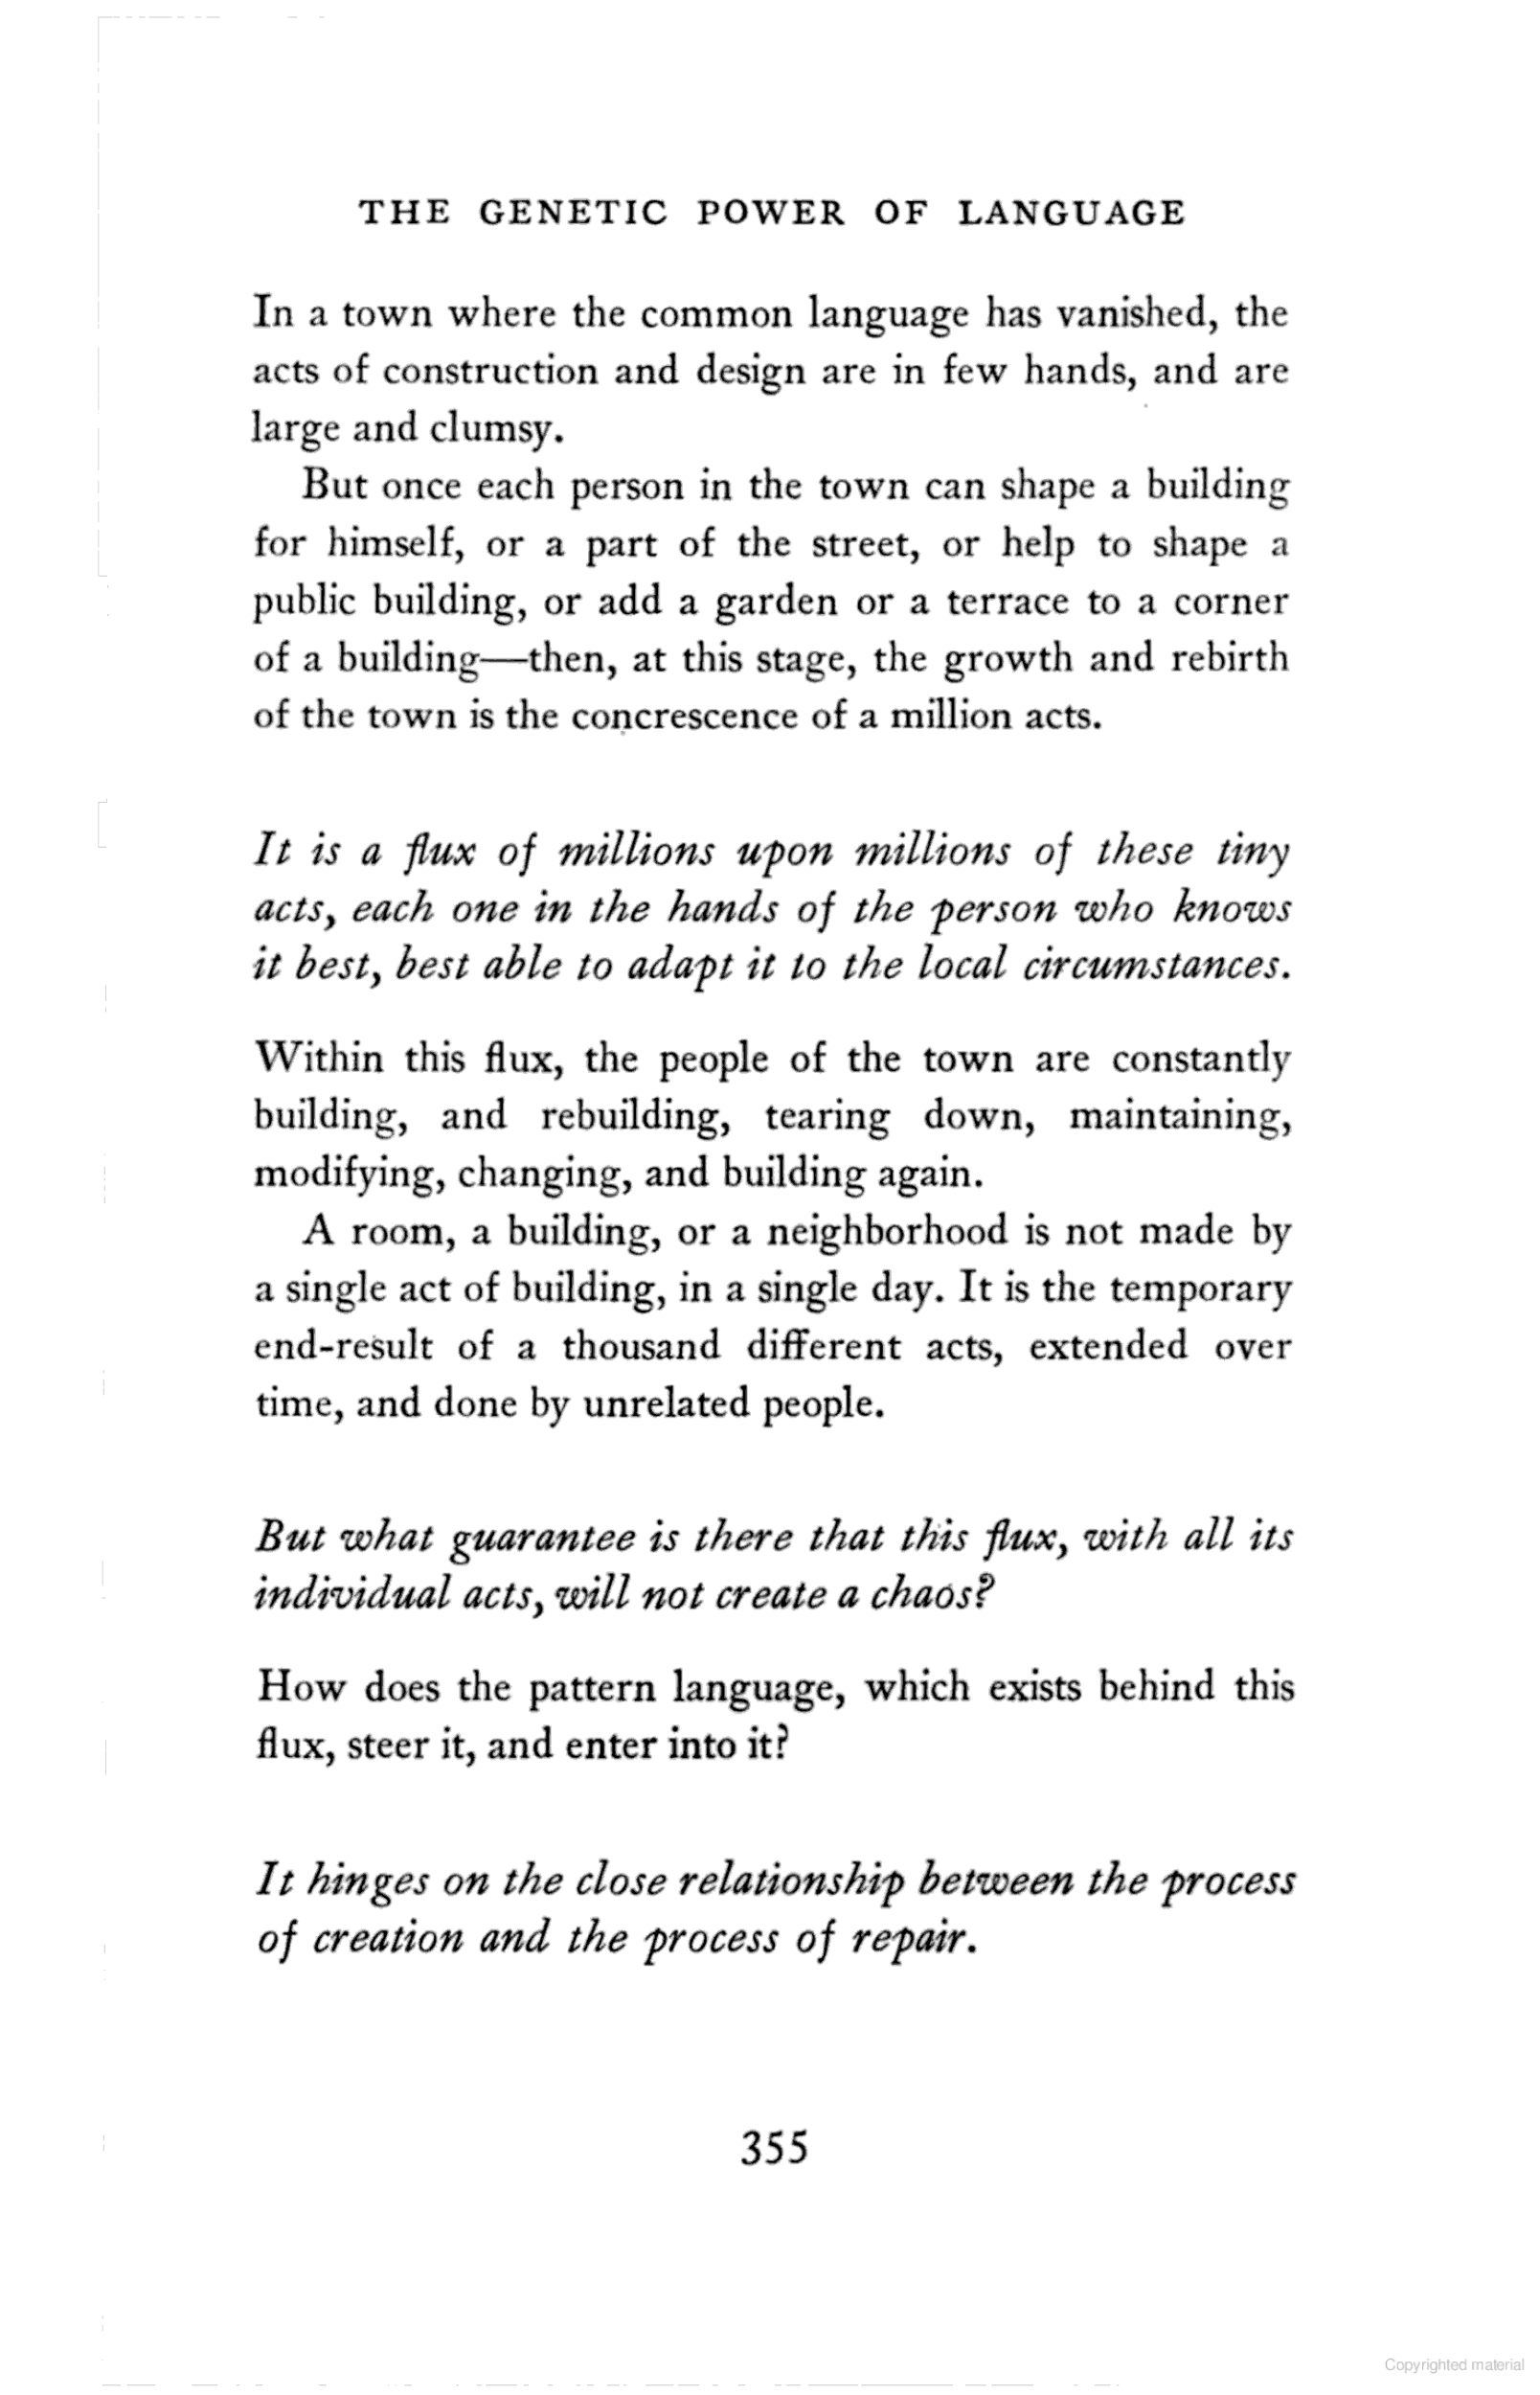 THE GENETIC POWER OF LANGUAGE
In a town where the common language has vanished, the
acts of construction and design are in few hands, and are
large and clumsy.
But once each person in the town can shape a building
for himself, or a part of the street, or help to shape a
public building, or add a garden or a terrace to a corner
of a building—then, at this stage, the growth and rebirth
of the town is the concrescence of a million acts.
It is a flux of millions upon millions of these tiny
acts, each one in the hands of the person who knows
it best, best able to adapt it to the local circumstances.
Within this flux, the people of the town are constantly
building, and rebuilding, tearing down, maintaining,
modifying, changing, and building again.
A room, a building, or a neighborhood is not made by
a single act of building, in a single day. It is the temporary
end-result of a thousand different acts, extended over
time, and done by unrelated people.
But what guarantee is there that this flux, with all its
individual acts, will not create a chaos?
How does the pattern language, which exists behind this
flux, steer it, and enter into it?
It hinges on the close relationship between the process
of creation and the process of repair.
355
Copyrighted material